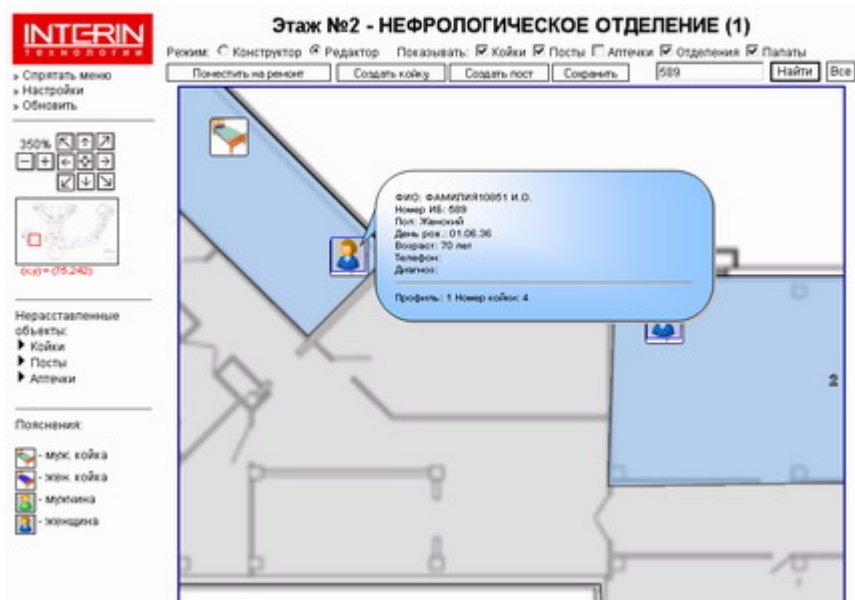 INTERIN
технологии
Этаж №2 - НЕФРОЛОГИЧЕСКОЕ ОТДЕЛЕНИЕ (1)
Режим: Конструктор Редактор Показывать: Койки Посты Аптечки Отделения Палаты
Поместить на ремонт Создать койку Создать пост Сохранить 589 Найти Все
» Спрятать меню
» Настройки
» Обновить
350%
(x,y) = (75,242)
Нерасставленные
объекты:
Койки
Посты
Аптечки
Пояснения:
- муж. койка
- жен. койка
- мужчина
- женщина
ФИО: ФАМИЛИЯ10851 И.О.
Номер ИБ: 589
Пол: Женский
День рож.: 01.06.36
Возраст: 70 лет
Телефон:
Диагноз:
Профиль: 1 Номер койки: 4
2
1